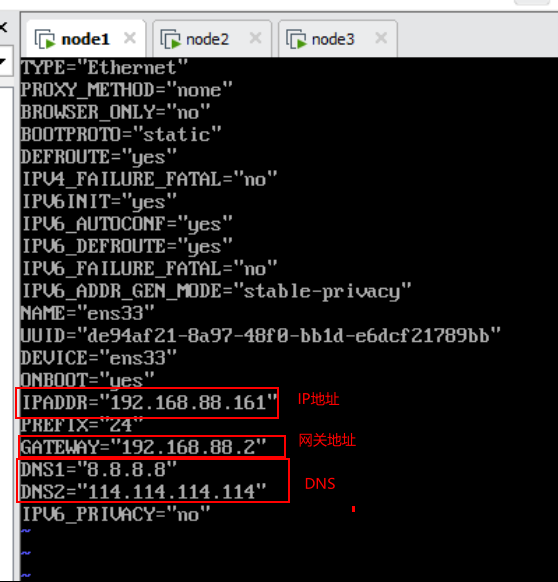 node1
node2
node3
TYPE="Ethernet"
PROXY_METHOD="none"
BROWSER_ONLY="no"
BOOTPROTO="static"
DEFROUTE="yes"
IPV4_FAILURE_FATAL="no"
IPV6INIT="yes"
IPV6_AUTOCONF="yes"
IPV6_DEFROUTE="yes"
IPV6_FAILURE_FATAL="no"
IPV6_ADDR_GEN_MODE="stable-privacy"
NAME="ens33"
UUID="de94af21-8a97-48f0-bb1d-e6dcf21789bb"
DEVICE="ens33"
ONBOOT="yes"
IPADDR="192.168.88.161" IP地址
PREFIX="24"
GATEWAY="192.168.88.2" 网关地址
DNS1="8.8.8.8"
DNS2="114.114.114.114" DNS
IPV6_PRIVACY="no"
~
~
~